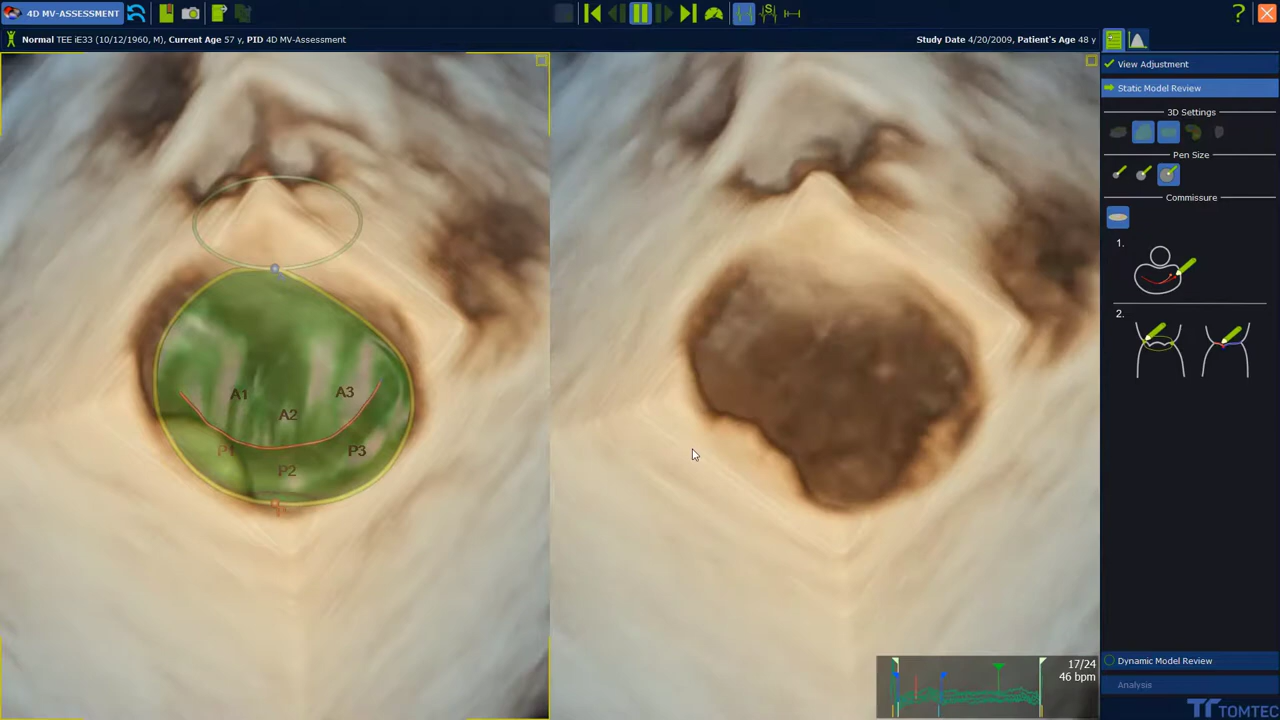 4D MV-ASSESSMENT
Normal TEE iE33 (10/12/1960, M), Current Age 57 y, PID 4D MV-Assessment
Study Date 4/20/2009, Patient's Age 48 y
View Adjustment
Static Model Review
3D Settings
Pen Size
Commissure
1.
2.
A1
A2
A3
P1
P2
P3
17/24
46 bpm
Dynamic Model Review
Analysis
TOMTEC